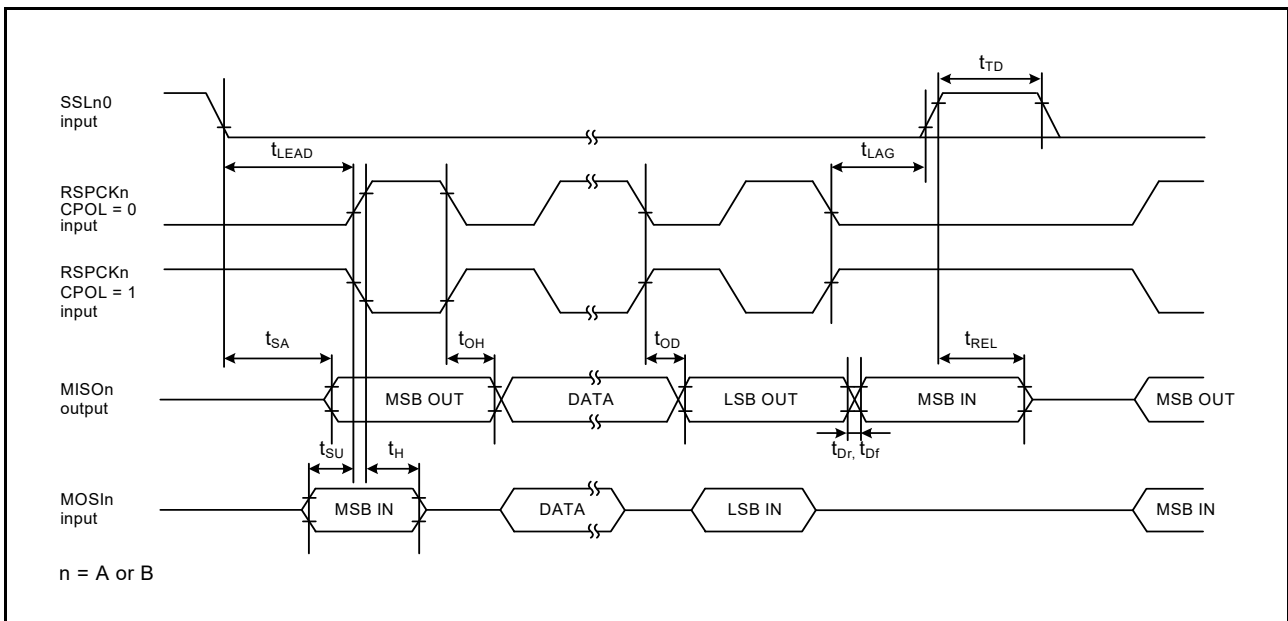 tTD
SSLn0
input
tLEAD
tLAG
RSPCKn
CPOL = 0
input
RSPCKn
CPOL = 1
input
tSA
tOH
tOD
tREL
MISOn
output
MSB OUT
DATA
LSB OUT
MSB IN
MSB OUT
tSU
tH
tDr, tDf
MOSIn
input
MSB IN
DATA
LSB IN
MSB IN
n = A or B